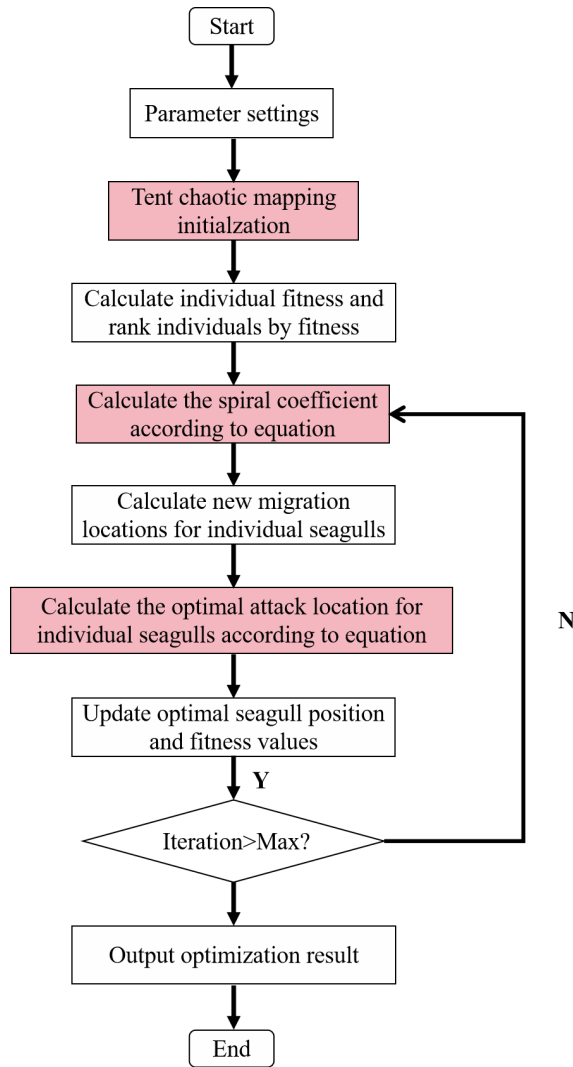 Start
Parameter settings
Tent chaotic mapping
initialzation
Calculate individual fitness and
rank individuals by fitness
Calculate the spiral coefficient
according to equation
Calculate new migration
locations for individual seagulls
Calculate the optimal attack location for
individual seagulls according to equation
N
Update optimal seagull position
and fitness values
Y
Iteration>Max?
Output optimization result
End